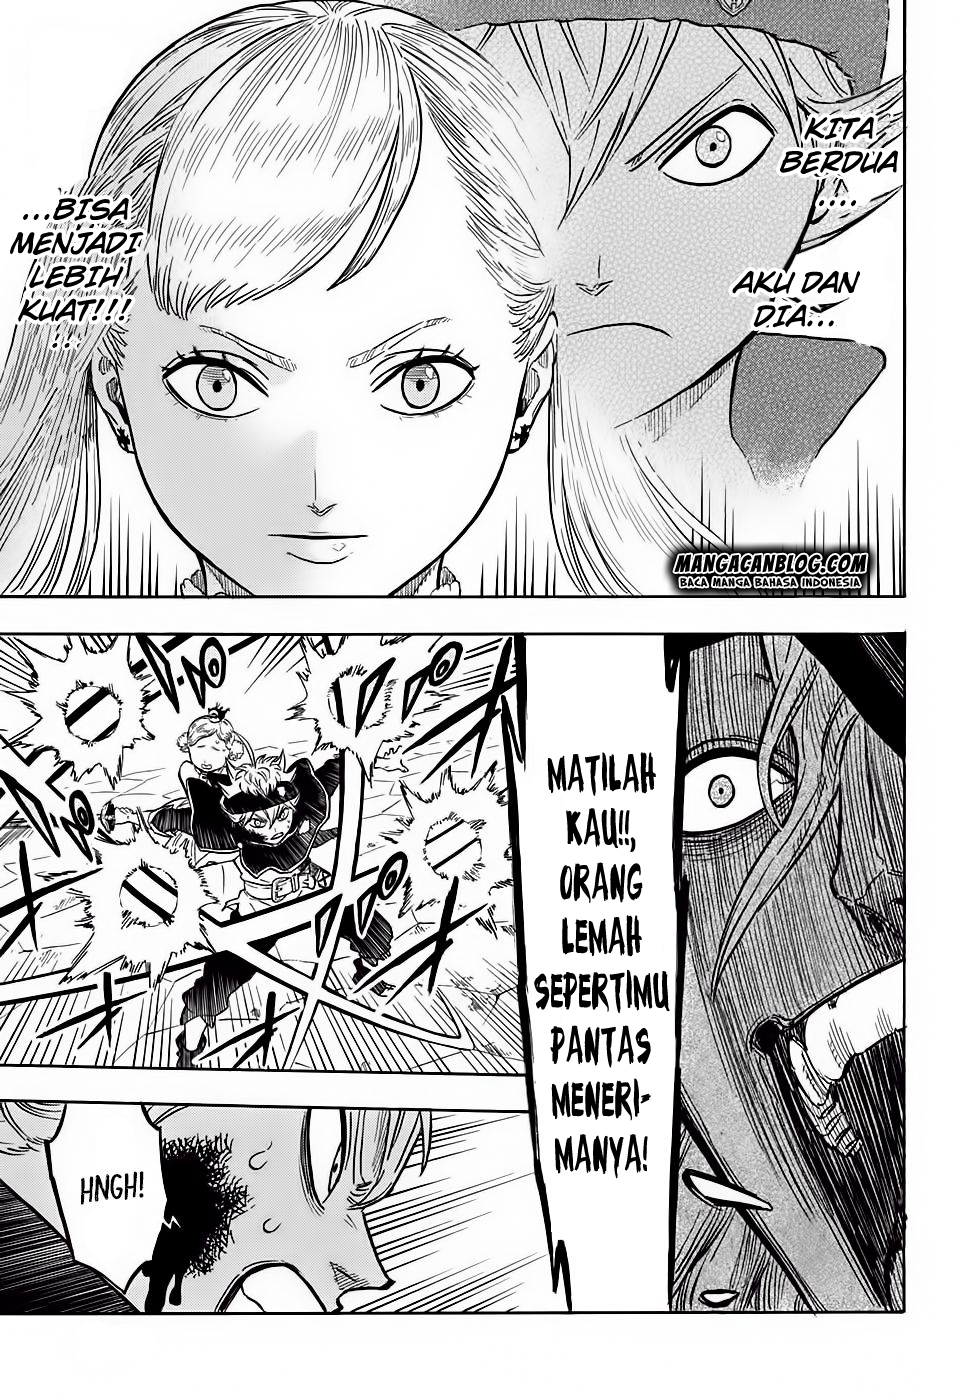 KITA
BERDUA
....
AKU DAN
DIA...
...BISA
MENJADI
LEBIH
KUAT!!!
...
MANGACANBLOG.COM
BACA MANGA BAHASA INDONESIA
MATILAH
KAU!!,
ORANG
LEMAH
SEPERTIMU
PANTAS
MENERI-
MANYA!
HNGH!